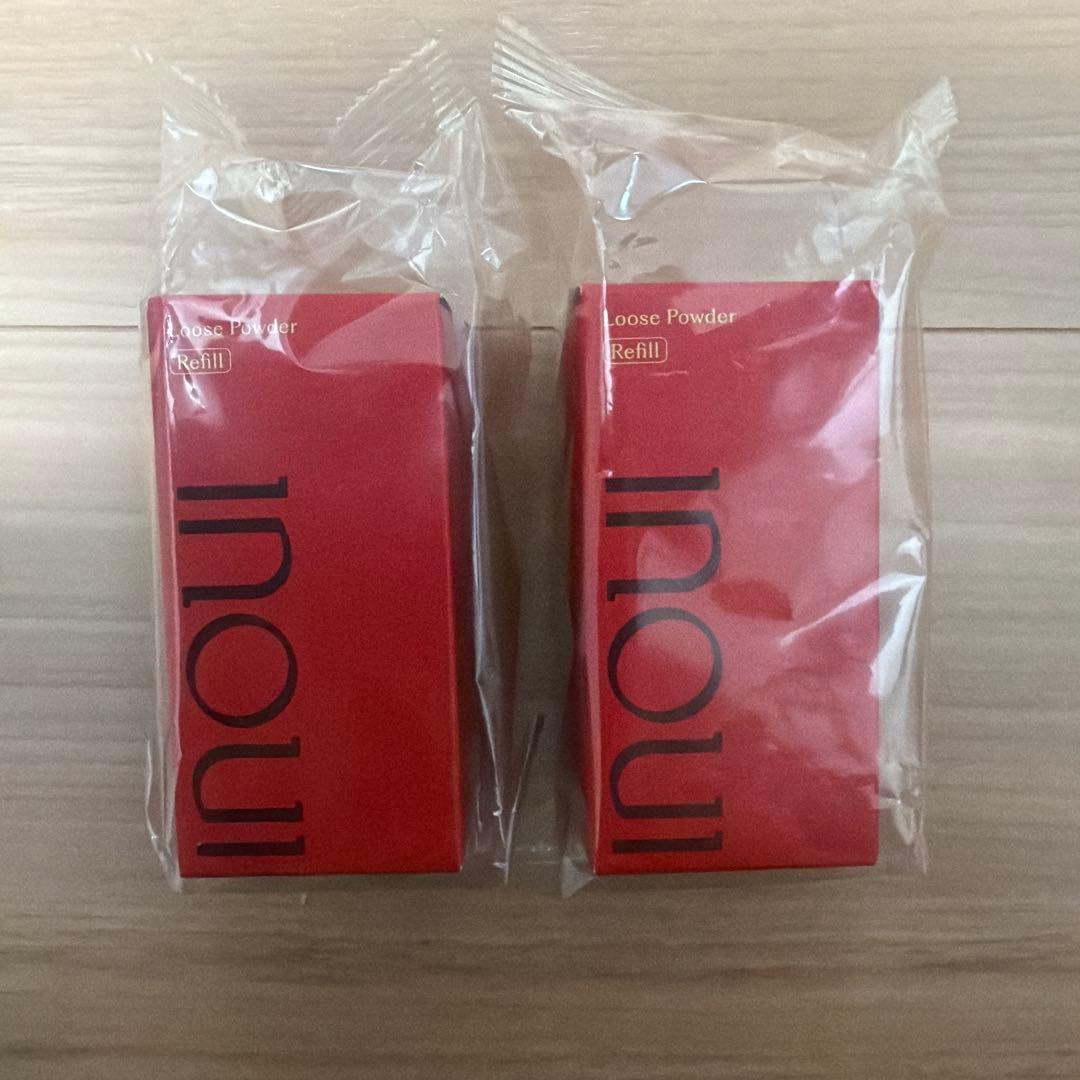 Loose Powder
Refill
INOUI
Loose Powder
Refill
INOUI